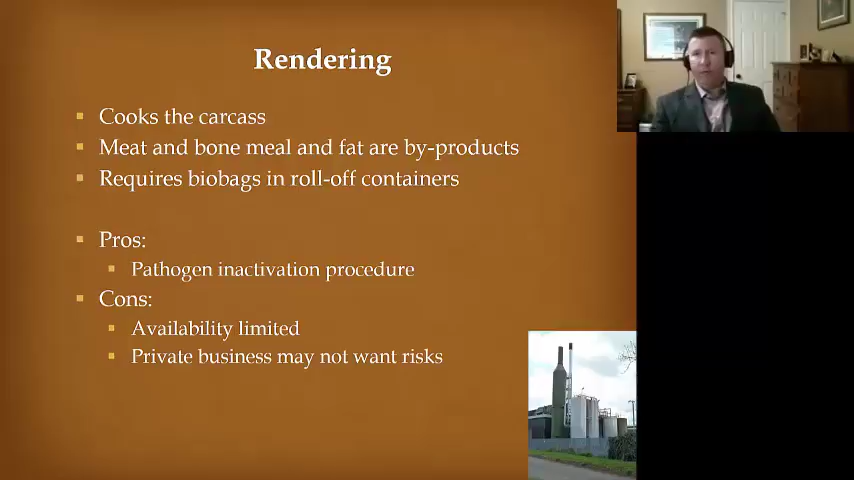 Rendering
▪ Cooks the carcass
▪ Meat and bone meal and fat are by-products
▪ Requires biobags in roll-off containers
▪ Pros:
▪ Pathogen inactivation procedure
▪ Cons:
▪ Availability limited
▪ Private business may not want risks